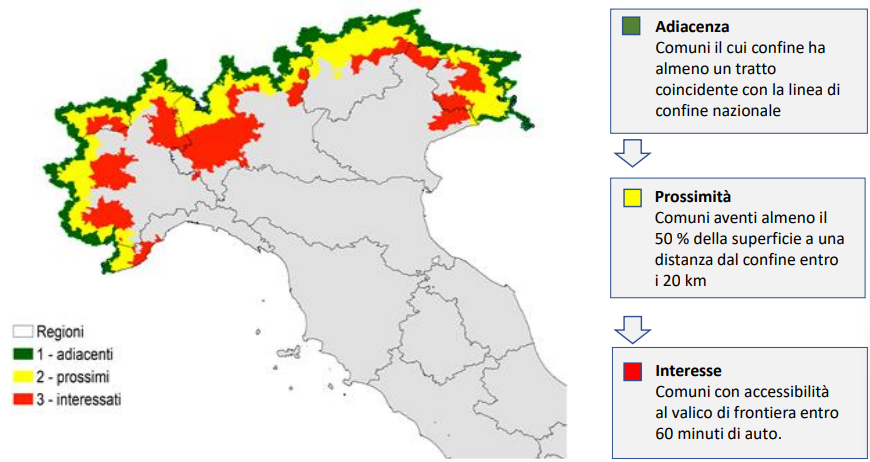 Adiacenza
Comuni il cui confine ha
almeno un tratto
coincidente con la linea di
confine nazionale
Prossimità
Comuni aventi almeno il
50 % della superficie a una
distanza dal confine entro
i 20 km
Regioni
1 - adiacenti
2 - prossimi
3 - interessati
Interesse
Comuni con accessibilità
al valico di frontiera entro
60 minuti di auto.